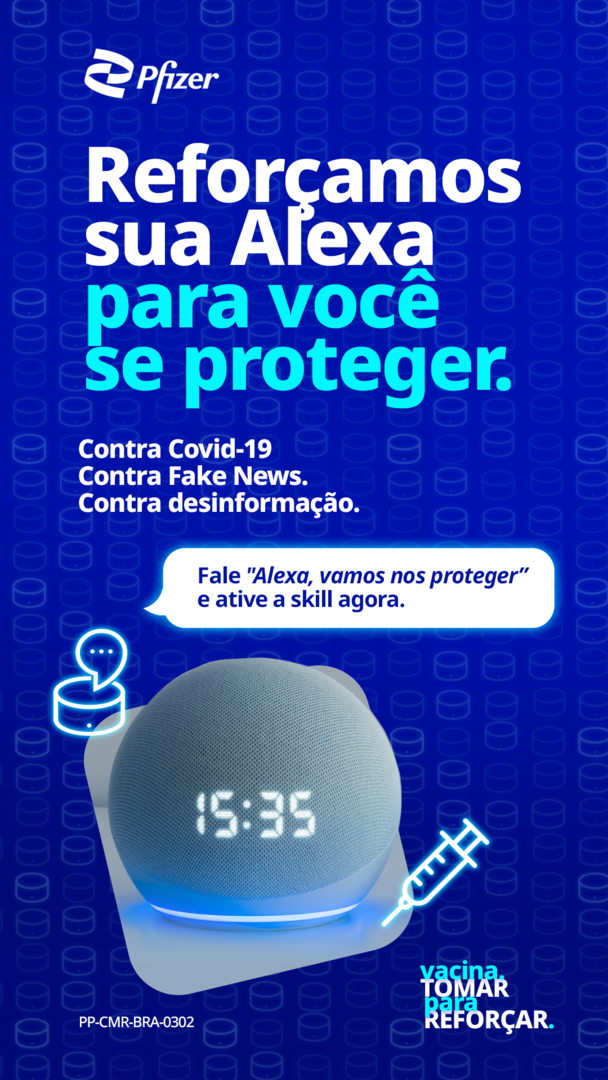 Pfizer
Reforçamos
sua Alexa
para você
se proteger.
Contra Covid-19
Contra Fake News.
Contra desinformação.
Fale "Alexa, vamos nos proteger”
e ative a skill agora.
15:35
vacina.
TOMAR
para
REFORÇAR.
PP-CMR-BRA-0302